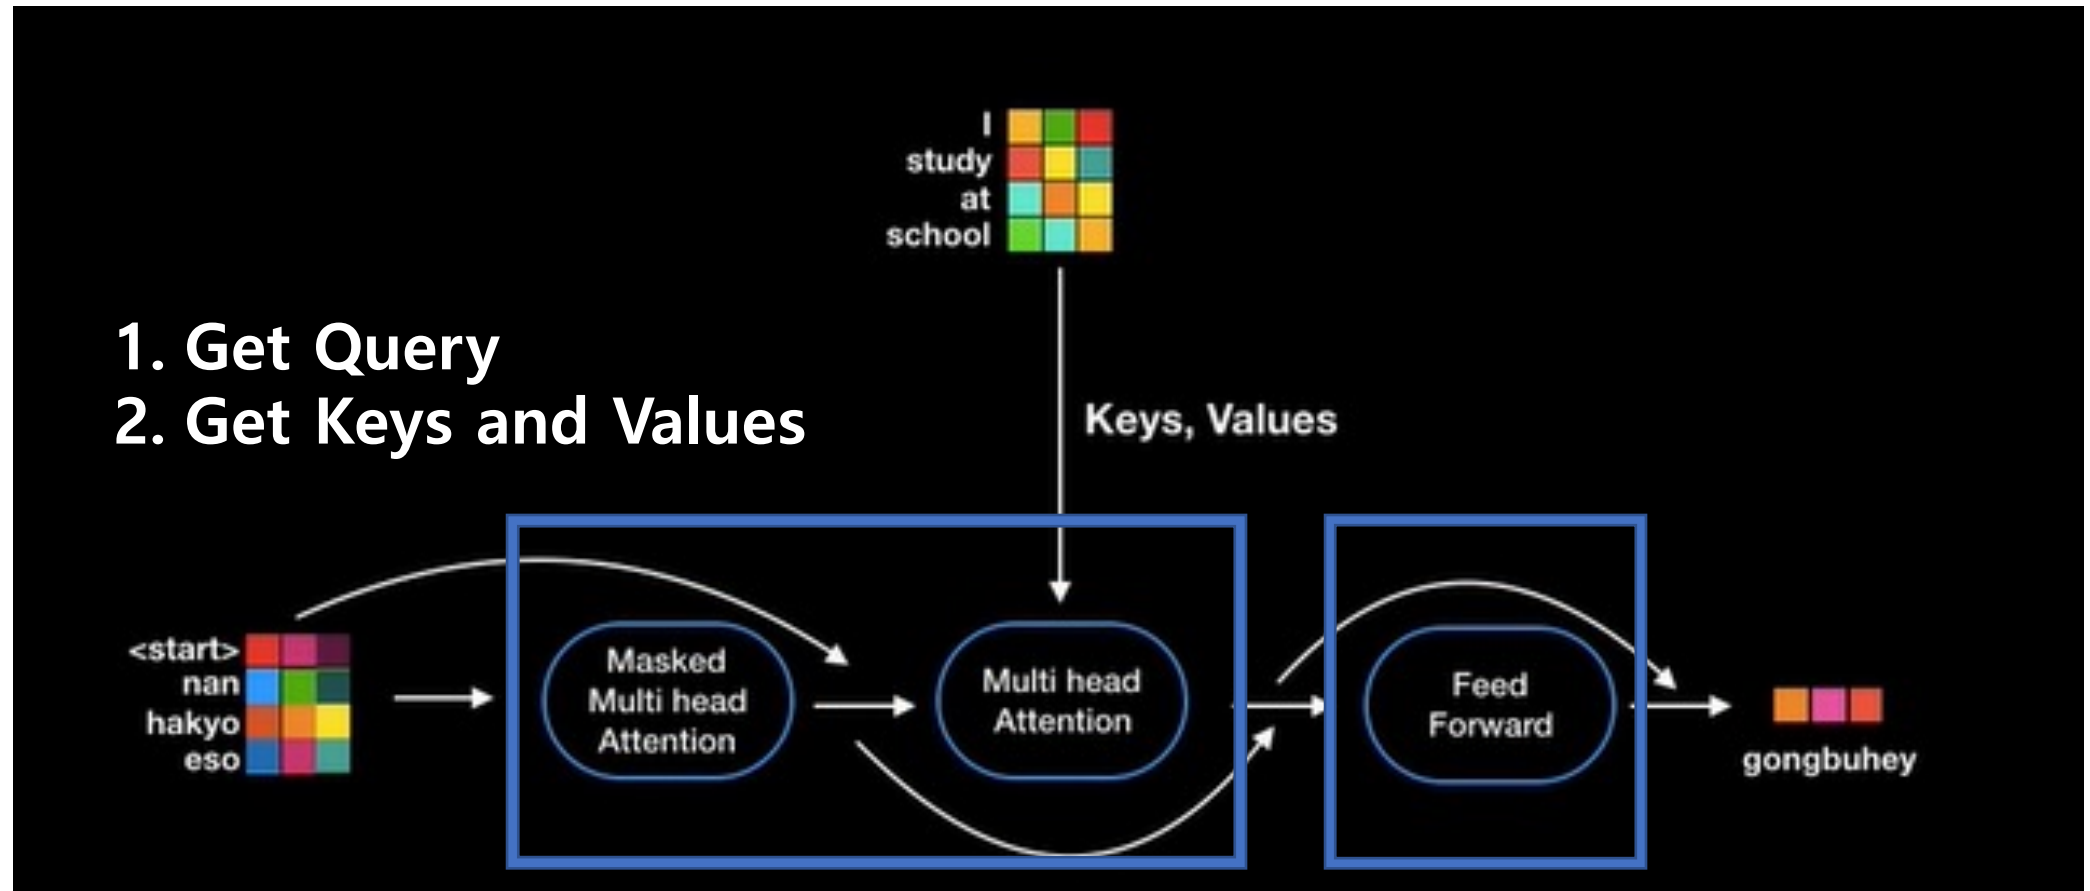 I
study
at
school
1. Get Query
2. Get Keys and Values
Keys, Values
<start>
nan
hakyo
eso
Masked
Multi head
Attention
Multi head
Attention
Feed
Forward
gongbuhey